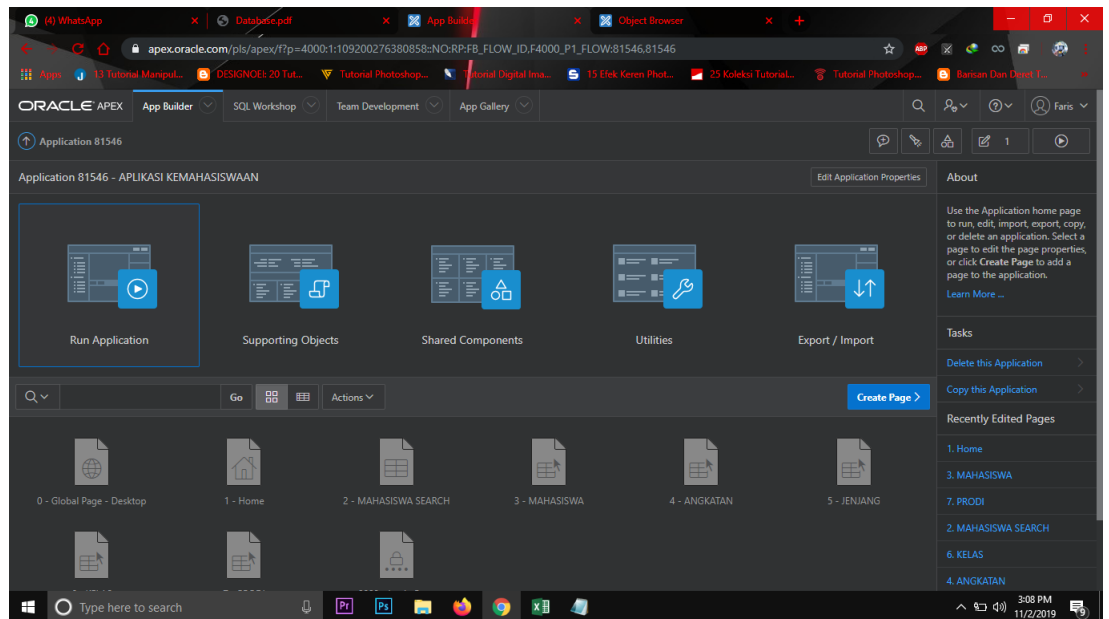 (4) WhatsApp
Database.pdf
App Builder
Object Browser
apex.oracle.com/pls/apex/f?p=4000:1:109200276380858::NO:RP:FB_FLOW_ID,F4000_P1_FLOW:81546,81546
ABP
Apps
13 Tutorial Manipul...
DESIGNOEI: 20 Tut...
Tutorial Photoshop...
Tutorial Digital Ima...
15 Efek Keren Phot...
25 Koleksi Tutorial...
Tutorial Photoshop...
Barisan Dan Deret T...
ORACLE APEX
App Builder
SQL Workshop
Team Development
App Gallery
Faris
Application 81546
1
Application 81546 - APLIKASI KEMAHASISWAAN
Edit Application Properties
About
Use the Application home page
to run, edit, import, export, copy,
or delete an application. Select a
page to edit the page properties,
or click Create Page to add a
page to the application.
Learn More ...
Run Application
Supporting Objects
Shared Components
Utilities
Export / Import
Tasks
Delete this Application
Copy this Application
Go
Actions
Create Page >
Recently Edited Pages
1. Home
3. MAHASISWA
7. PRODI
2. MAHASISWA SEARCH
6. KELAS
4. ANGKATAN
0 - Global Page - Desktop
1 - Home
2 - MAHASISWA SEARCH
3 - MAHASISWA
4 - ANGKATAN
5 - JENJANG
Type here to search
Pr
Ps
3:08 PM
11/2/2019
9